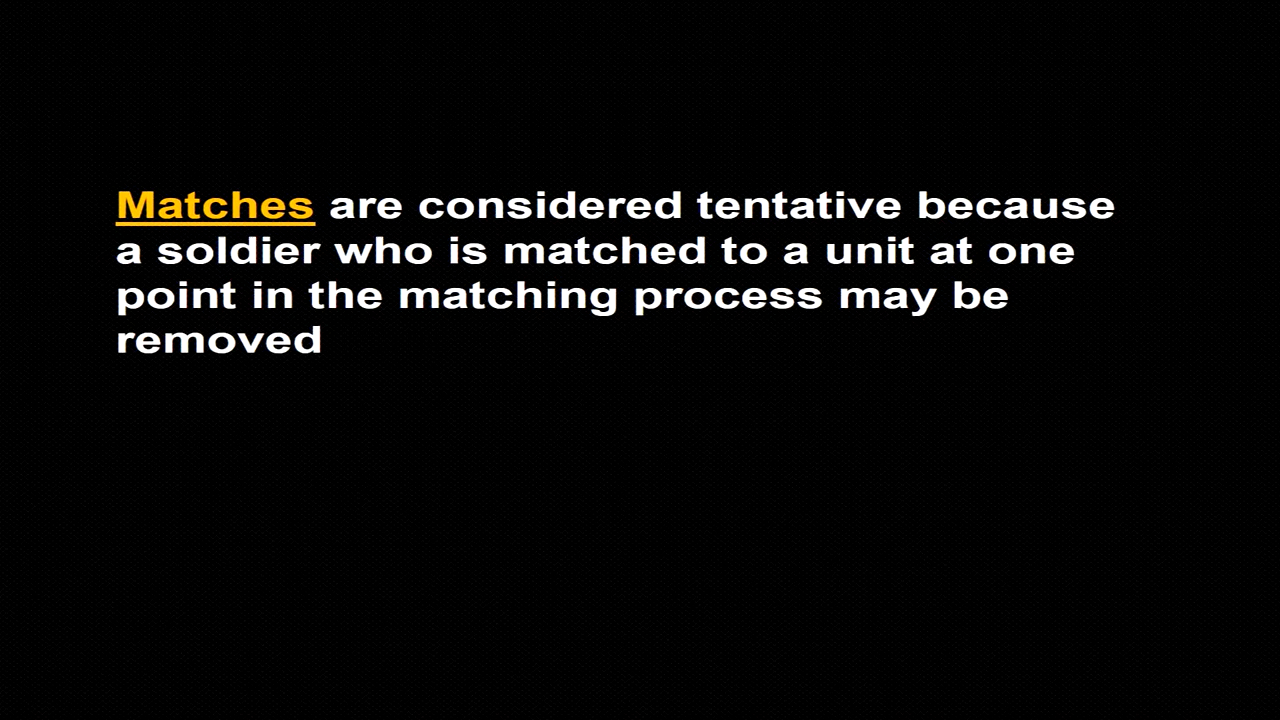 Matches are considered tentative because
a soldier who is matched to a unit at one
point in the matching process may be
removed